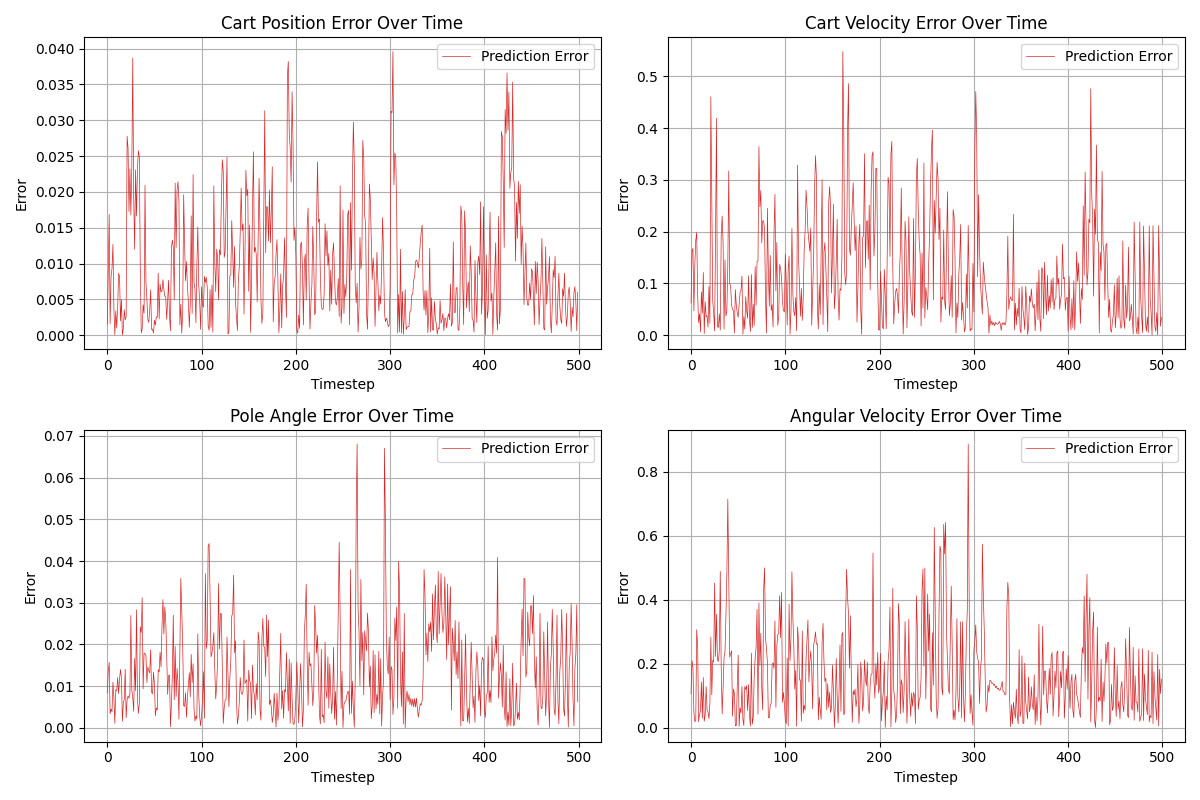 Cart Position Error Over Time
Prediction Error
0.040
0.035
0.030
0.025
0.020
0.015
0.010
0.005
0.000
Error
0 100 200 300 400 500
Timestep
Cart Velocity Error Over Time
Prediction Error
0.5
0.4
0.3
0.2
0.1
0.0
Error
0 100 200 300 400 500
Timestep
Pole Angle Error Over Time
Prediction Error
0.07
0.06
0.05
0.04
0.03
0.02
0.01
0.00
Error
0 100 200 300 400 500
Timestep
Angular Velocity Error Over Time
Prediction Error
0.8
0.6
0.4
0.2
0.0
Error
0 100 200 300 400 500
Timestep